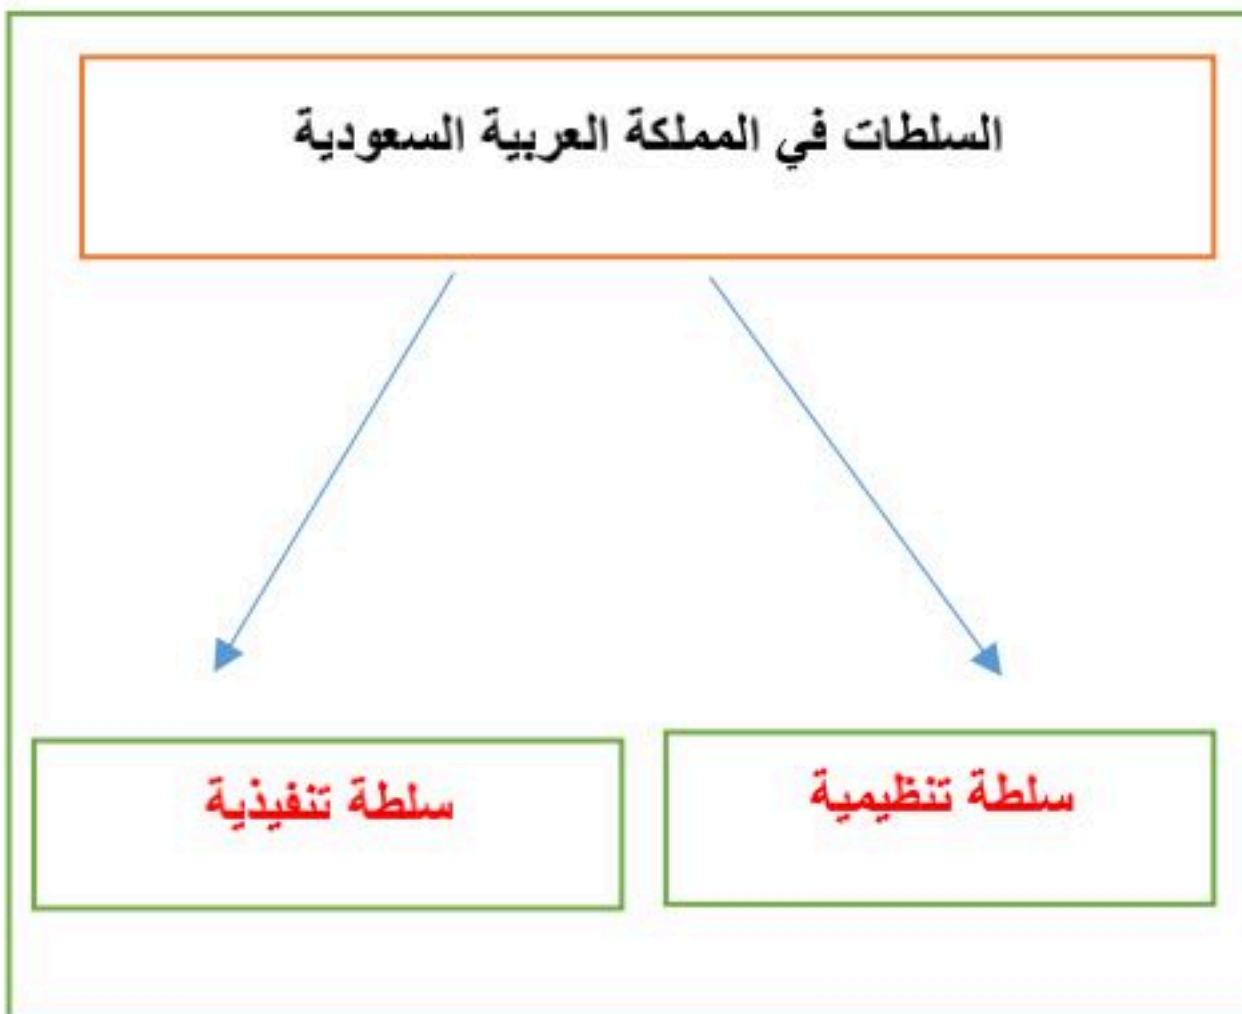 السلطات في المملكة العربية السعودية
سلطة تنظيمية
سلطة تنفيذية